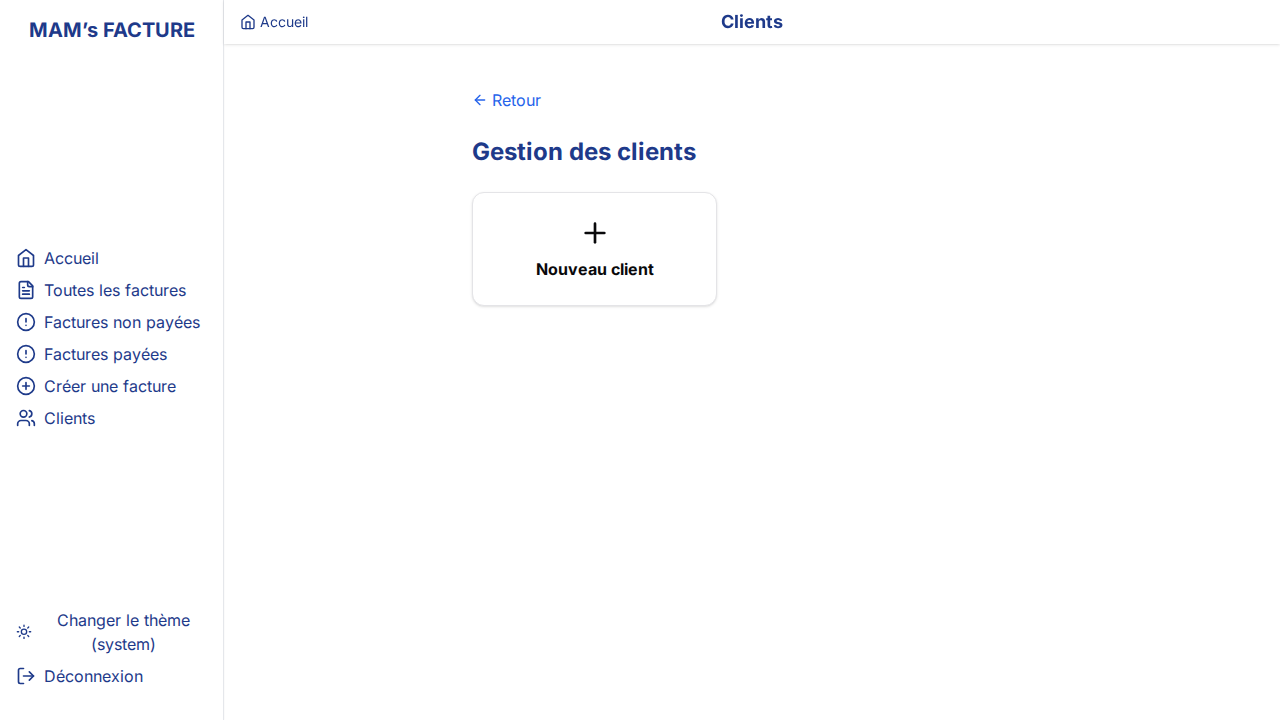 MAM’s FACTURE
Accueil
Toutes les factures
Factures non payées
Factures payées
Créer une facture
Clients
Changer le thème
(system)
Déconnexion
Accueil
Clients
Retour
Gestion des clients
Nouveau client